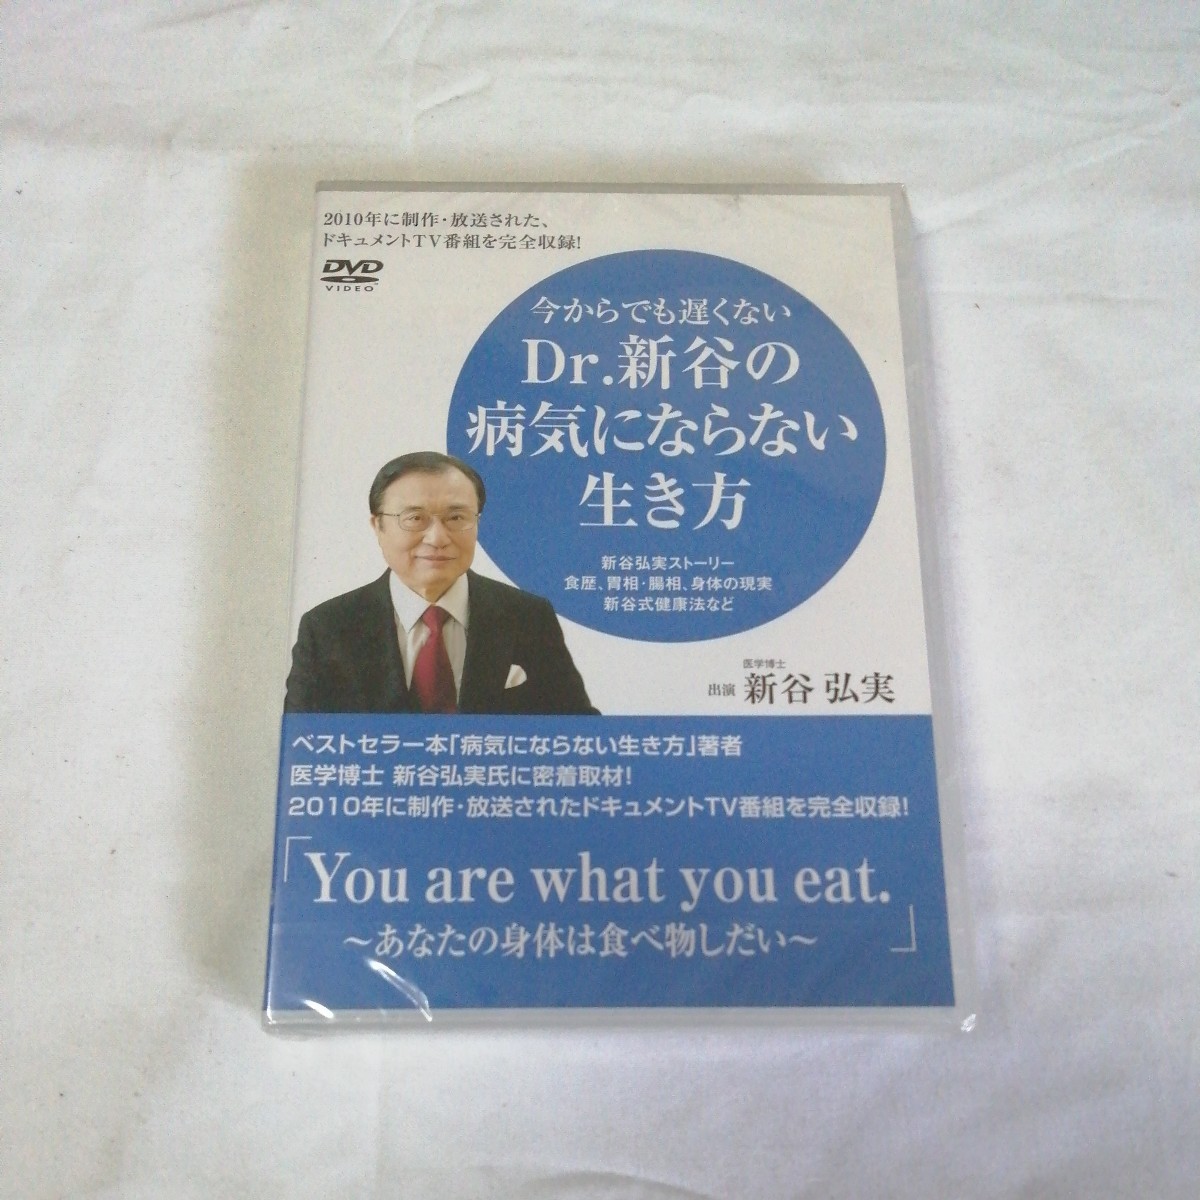 2010年に制作・放送された、
ドキュメントTV番組を完全収録!
DVD
VIDEO™
今からでも遅くない
Dr.新谷の
病気にならない
生き方
新谷弘実ストーリー
食歴、胃相・腸相、身体の現実
新谷式健康法など
医学博士
出演 新谷 弘実
ベストセラー本「病気にならない生き方」著者
医学博士 新谷弘実氏に密着取材!
2010年に制作・放送されたドキュメントTV番組を完全収録!
「You are what you eat.
〜あなたの身体は食べ物しだい〜」